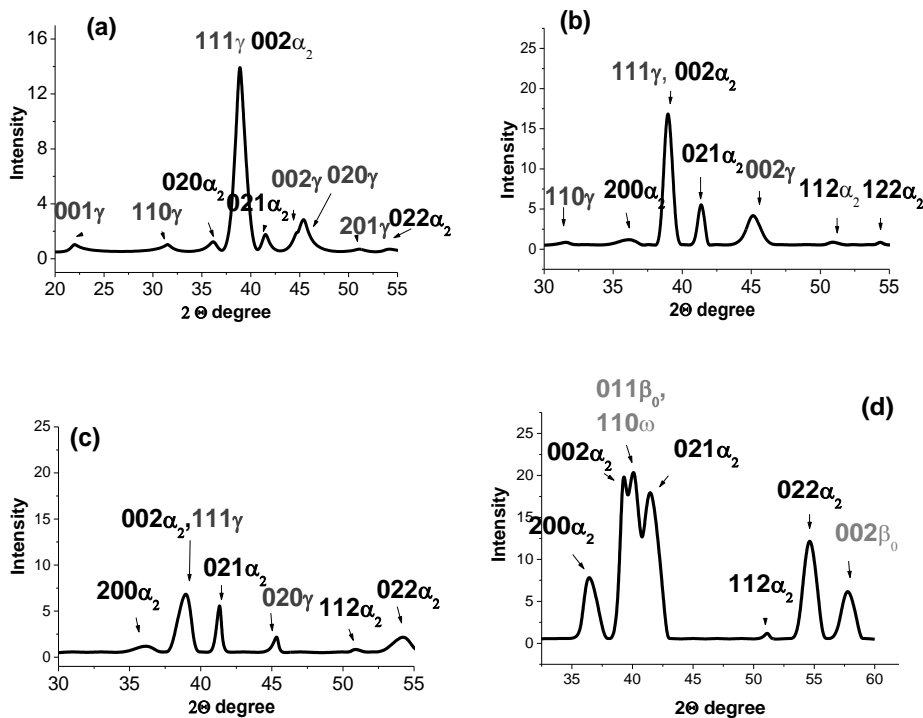 (a)
111γ 002α₂
020α₂
021α₂
002γ 020γ
001γ
110γ
201γ 022α₂
Intensity
16
12
8
4
0
20 25 30 35 40 45 50 55
2 Θ degree
(b)
111γ, 002α₂
021α₂
002γ
110γ 200α₂
112α₂ 122α₂
Intensity
25
20
15
10
5
0
30 35 40 45 50 55
2Θ degree
(c)
002α₂,111γ
200α₂
021α₂
020γ
112α₂
022α₂
Intensity
25
20
15
10
5
0
30 35 40 45 50 55
2Θ degree
(d)
011β₀,
110ω
002α₂
021α₂
200α₂
022α₂
002β₀
112α₂
Intensity
25
20
15
10
5
0
35 40 45 50 55 60
2Θ degree